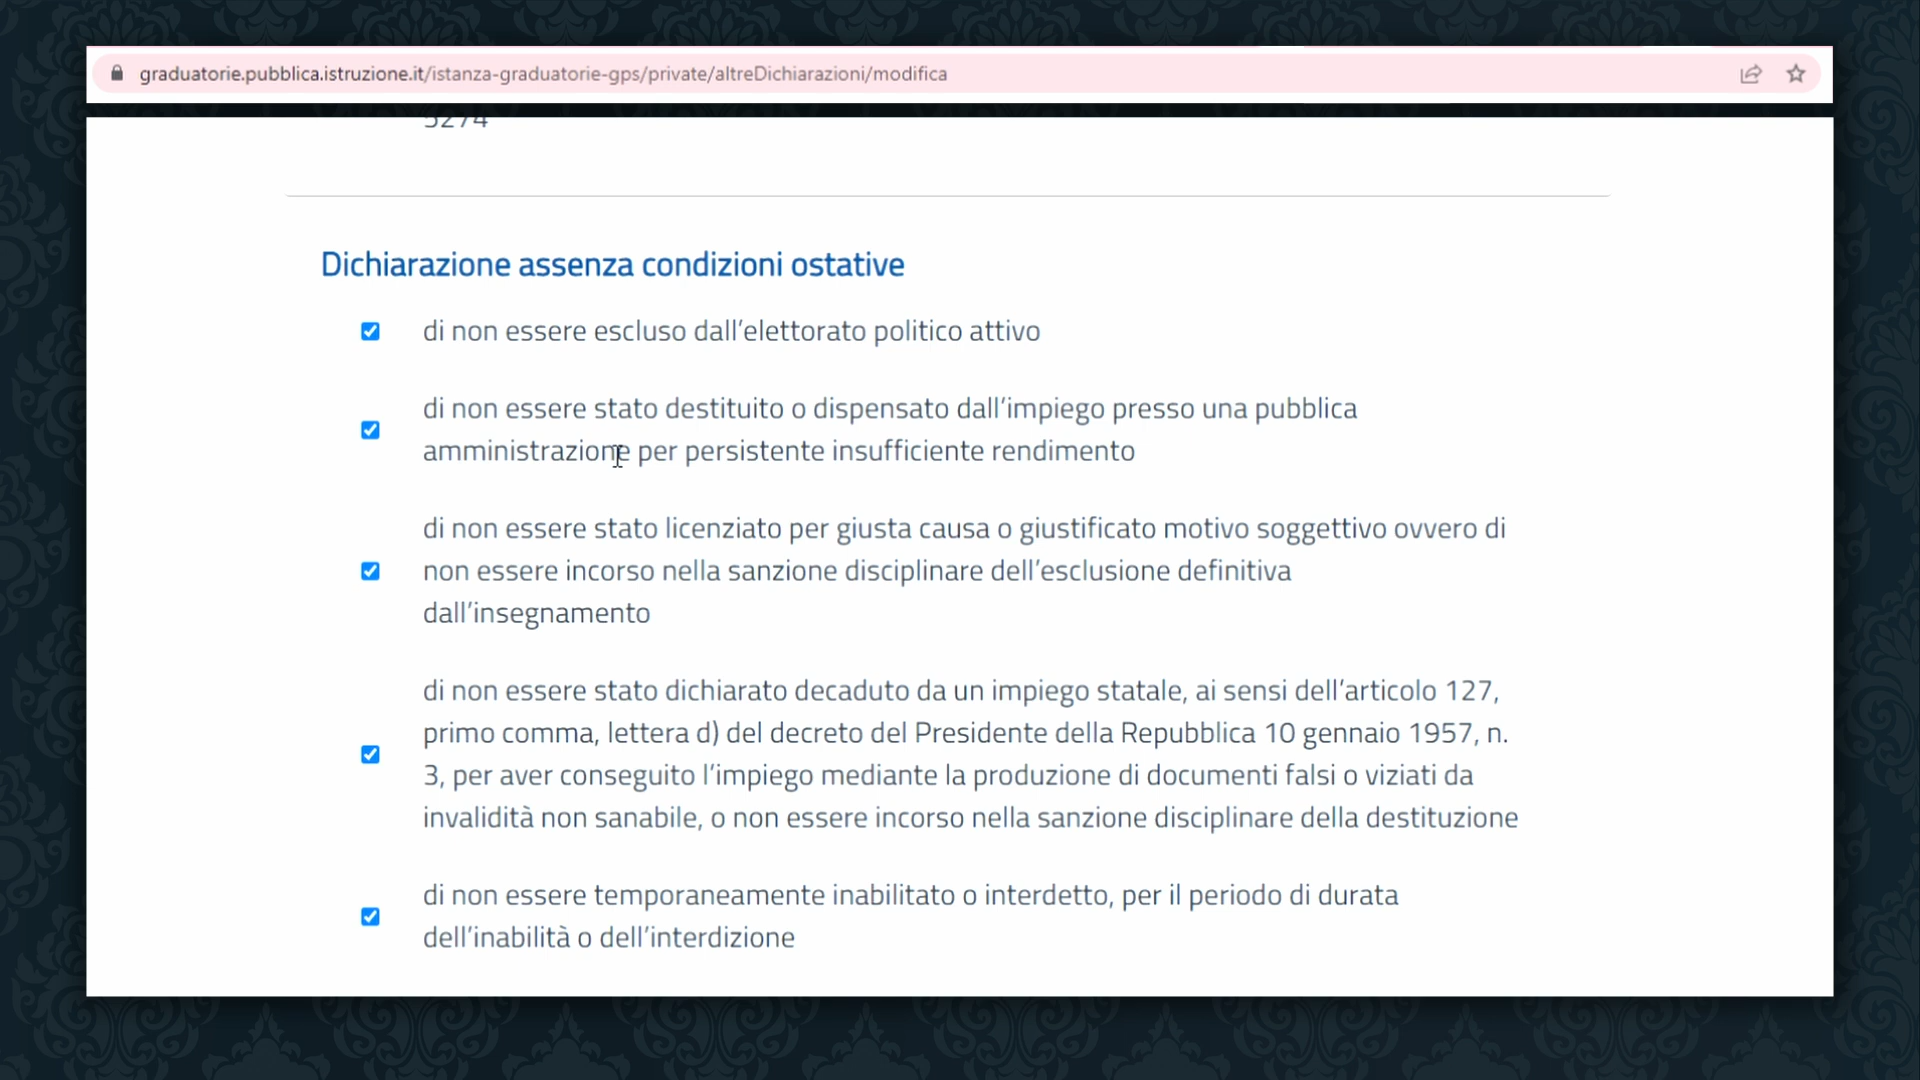 graduatorie.pubblica.istruzione.it/istanza-graduatorie-gps/private/altreDichiarazioni/modifica
5274
Dichiarazione assenza condizioni ostative
di non essere escluso dall'elettorato politico attivo
di non essere stato destituito o dispensato dall'impiego presso una pubblica
amministrazione per persistente insufficiente rendimento
di non essere stato licenziato per giusta causa o giustificato motivo soggettivo ovvero di
non essere incorso nella sanzione disciplinare dell'esclusione definitiva
dall'insegnamento
di non essere stato dichiarato decaduto da un impiego statale, ai sensi dell'articolo 127,
primo comma, lettera d) del decreto del Presidente della Repubblica 10 gennaio 1957, n.
3, per aver conseguito l'impiego mediante la produzione di documenti falsi o viziati da
invalidità non sanabile, o non essere incorso nella sanzione disciplinare della destituzione
di non essere temporaneamente inabilitato o interdetto, per il periodo di durata
dell'inabilità o dell'interdizione